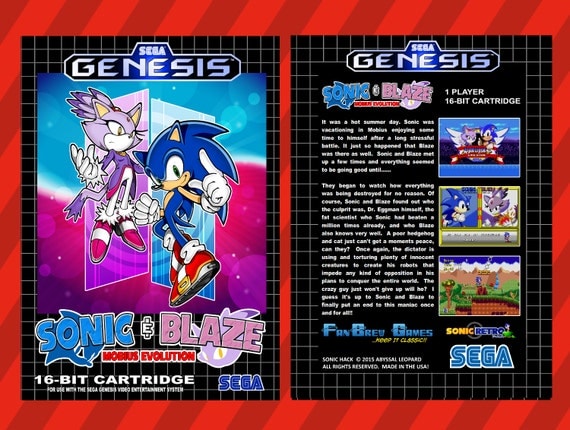 SEGA
GENESIS
SONIC & BLAZE
MOBIUS EVOLUTION
16-BIT CARTRIDGE
FOR USE WITH THE SEGA GENESIS VIDEO ENTERTAINMENT SYSTEM
SEGA
SEGA
GENESIS
SONIC & BLAZE
MOBIUS EVOLUTION
1 PLAYER
16-BIT CARTRIDGE
It was a hot summer day. Sonic was
vacationing in Mobius enjoying some
time to himself after a long stressful
battle. It just so happened that Blaze
was there as well. Sonic and Blaze met
up a few times and everything seemed
to be going good until......
They began to watch how everything
was being destroyed for no reason. Of
course, Sonic and Blaze found out who
the culprit was, Dr. Eggman himself, the
fat scientist who Sonic had beaten a
million times already, and who Blaze
also knows very well. A poor hedgehog
and cat just can't get a moments peace,
can they? Once again, the dictator is
using and torturing plenty of innocent
creatures to create his robots that
impede any kind of opposition in his
plans to conquer the entire world. The
crazy guy just won't give up will he? I
guess it's up to Sonic and Blaze to
finally put an end to this maniac once
and for all!!
FanBrew Games
...KEEP IT CLASSIC!!
SONIC RETRO
SONIC HACK © 2015 ABYSSAL LEOPARD
ALL RIGHTS RESERVED. MADE IN THE USA!
SEGA